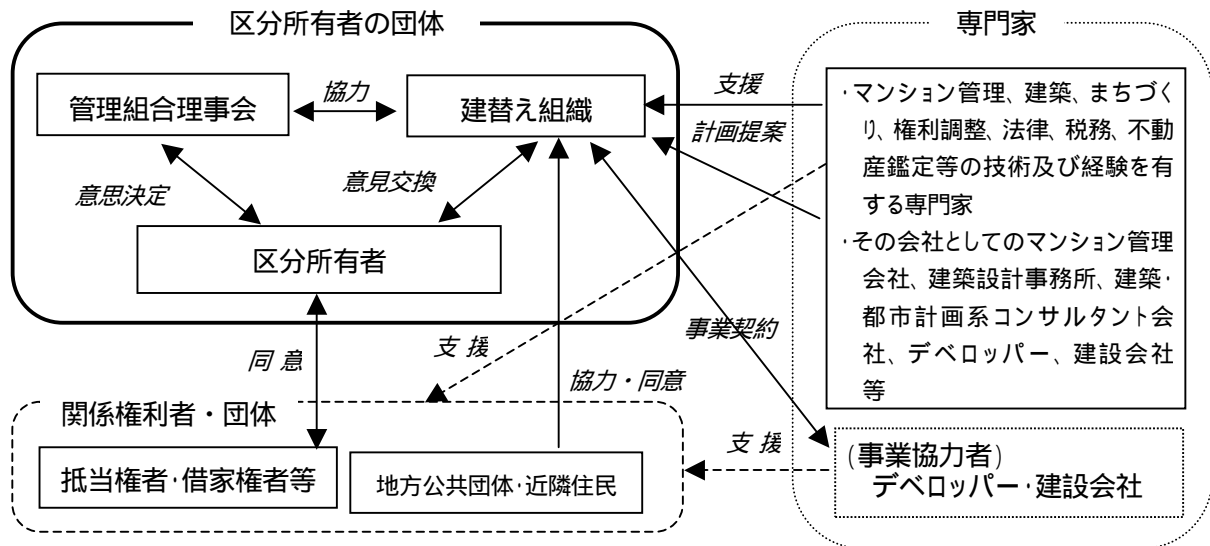 区分所有者の団体
専門家
管理組合理事会
協力
建替え組織
支援
計画提案
・マンション管理、建築、まちづく
り、権利調整、法律、税務、不動
産鑑定等の技術及び経験を有
する専門家
・その会社としてのマンション管理
会社、建築設計事務所、建築・
都市計画系コンサルタント会
社、デベロッパー、建設会社
等
意思決定
意見交換
区分所有者
同 意
支 援
事業契約
協力・同意
関係権利者・団体
抵当権者・借家権者等
地方公共団体・近隣住民
支 援
(事業協力者)
デベロッパー・建設会社